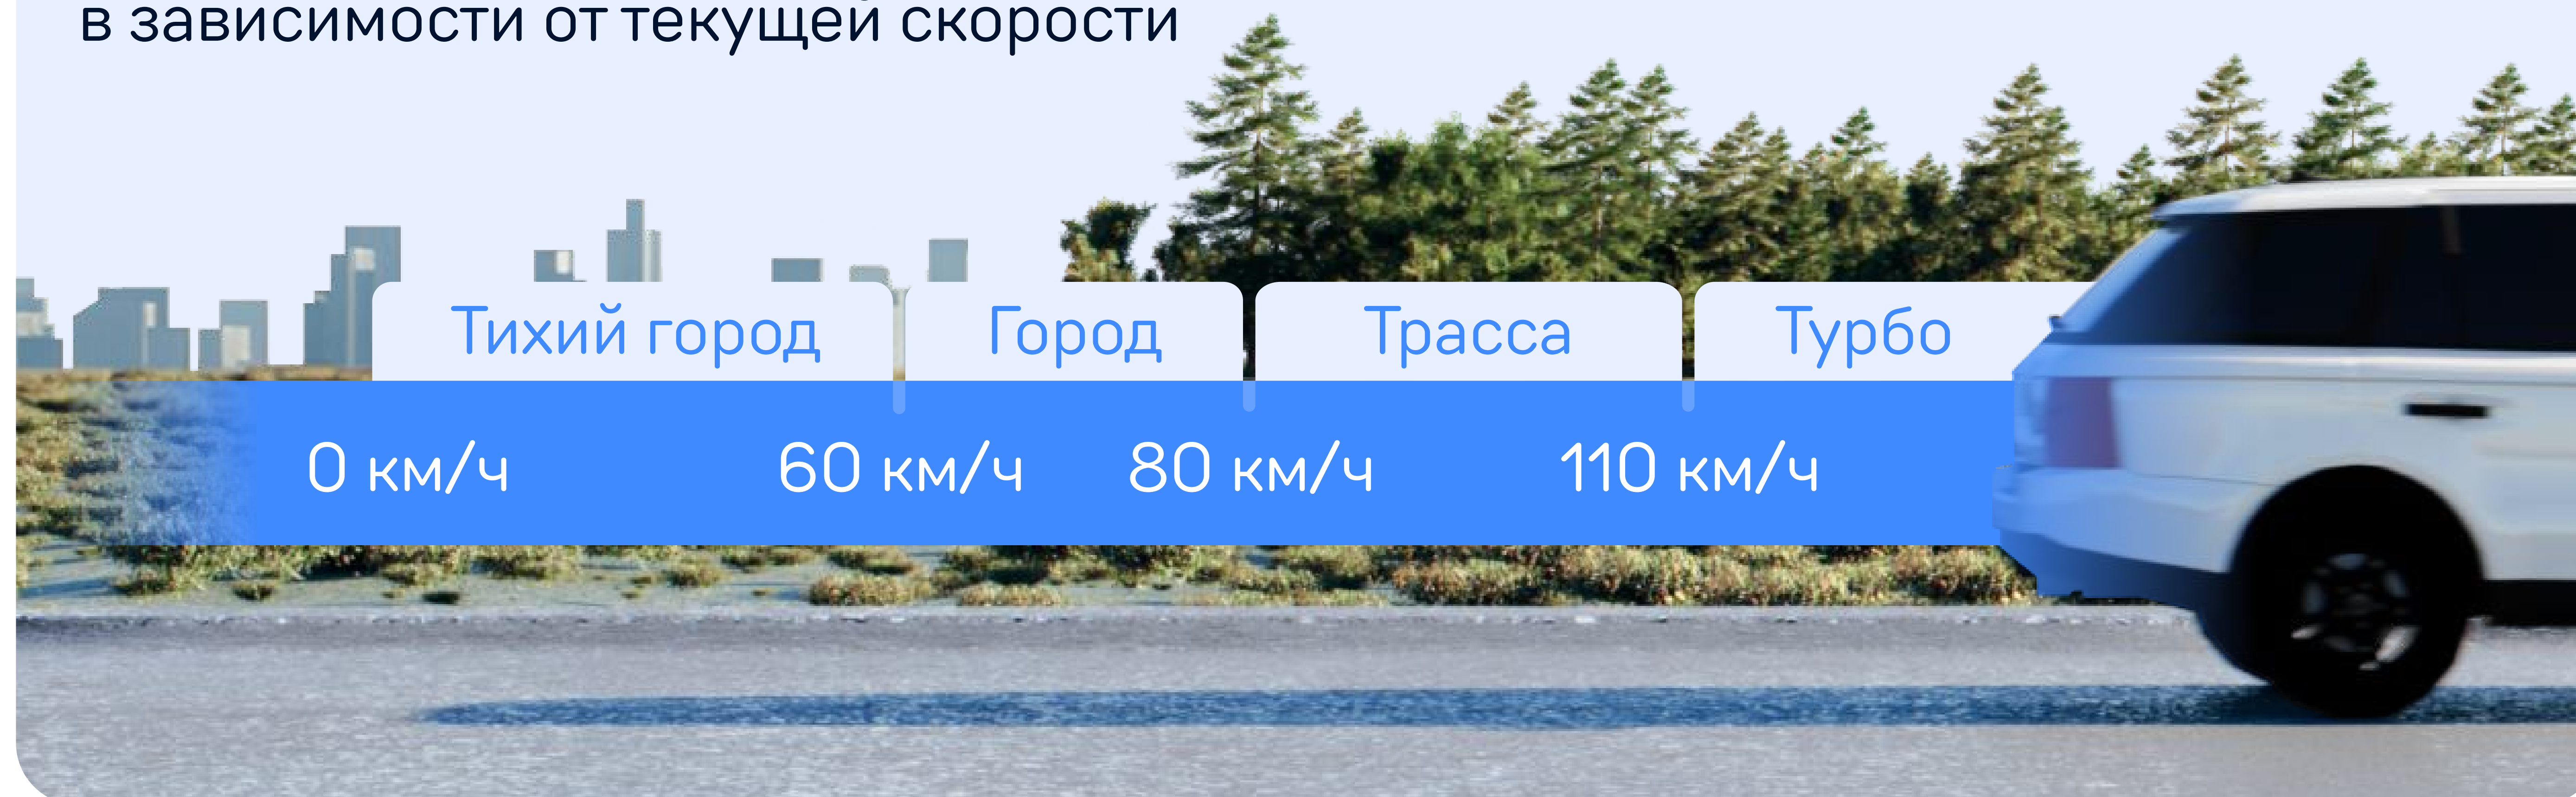 в зависимости от текущей скорости
Тихий город Город Трасса Турбо
0 км/ч 60 км/ч 80 км/ч 110 км/ч